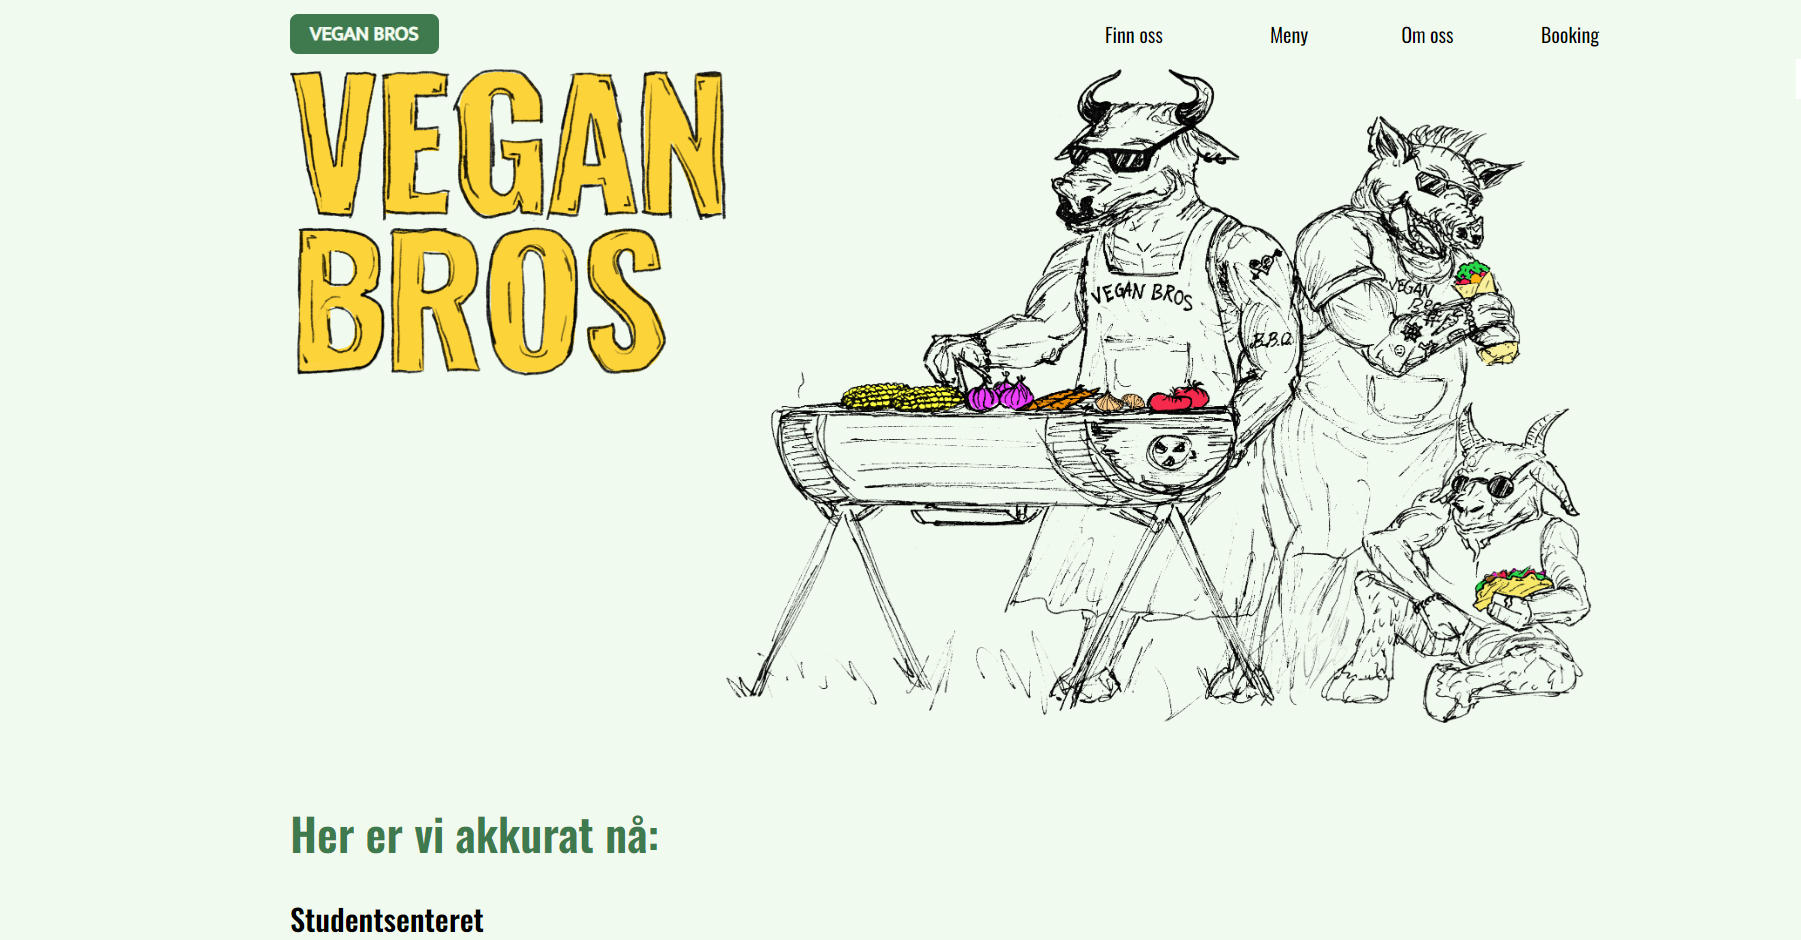 VEGAN BROS
Finn oss
Meny
Om oss
Booking
VEGAN
BROS
VEGAN BROS
B.B.Q.
VEGAN
Her er vi akkurat nå:
Studentsenteret